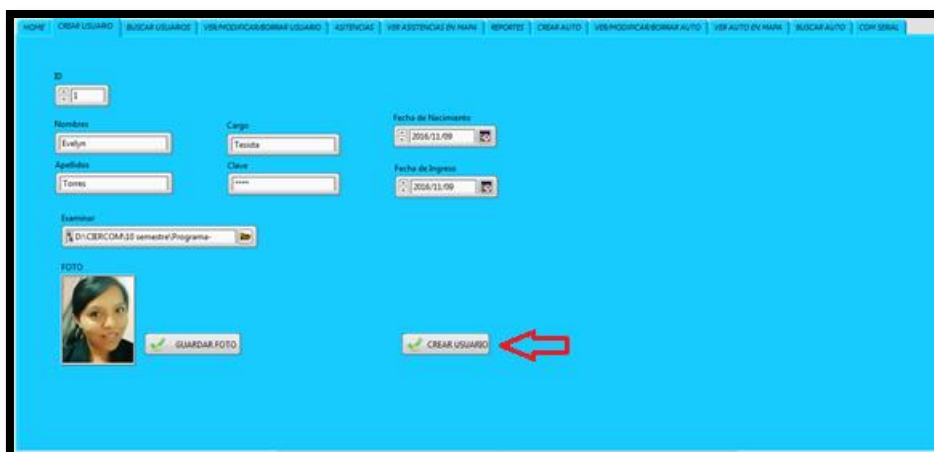 HOME CREAR USUARIO BUSCAR USUARIOS VER/MODIFICAR/BORRAR USUARIO ASITENCIAS VER ASISTENCIAS EN MAPA REPORTES CREAR AUTO VER/MODIFICAR/BORRAR AUTO VER AUTO EN MAPA BUSCAR AUTO COM SERIAL
ID
1
Nombres Cargo Fecha de Nacimiento
Evelyn Tesista 2016/11/09
Apellidos Clave Fecha de Ingreso
Torres **** 2016/11/09
Examinar
D:\CIERCOM\10 semestre\Programa-
FOTO
GUARDAR FOTO CREAR USUARIO